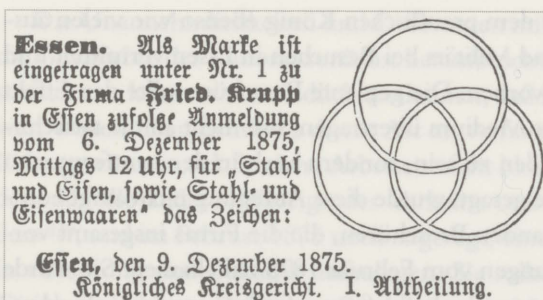 Essen. Als Marke ist
eingetragen unter Nr. 1 zu
der Firma Fried. Krupp
in Essen zufolge Anmeldung
vom 6. Dezember 1875,
Mittags 12 Uhr, für „Stahl
und Eisen, sowie Stahl- und
Eisenwaaren“ das Zeichen:
Essen, den 9. Dezember 1875.
Königliches Kreisgericht. I. Abtheilung.